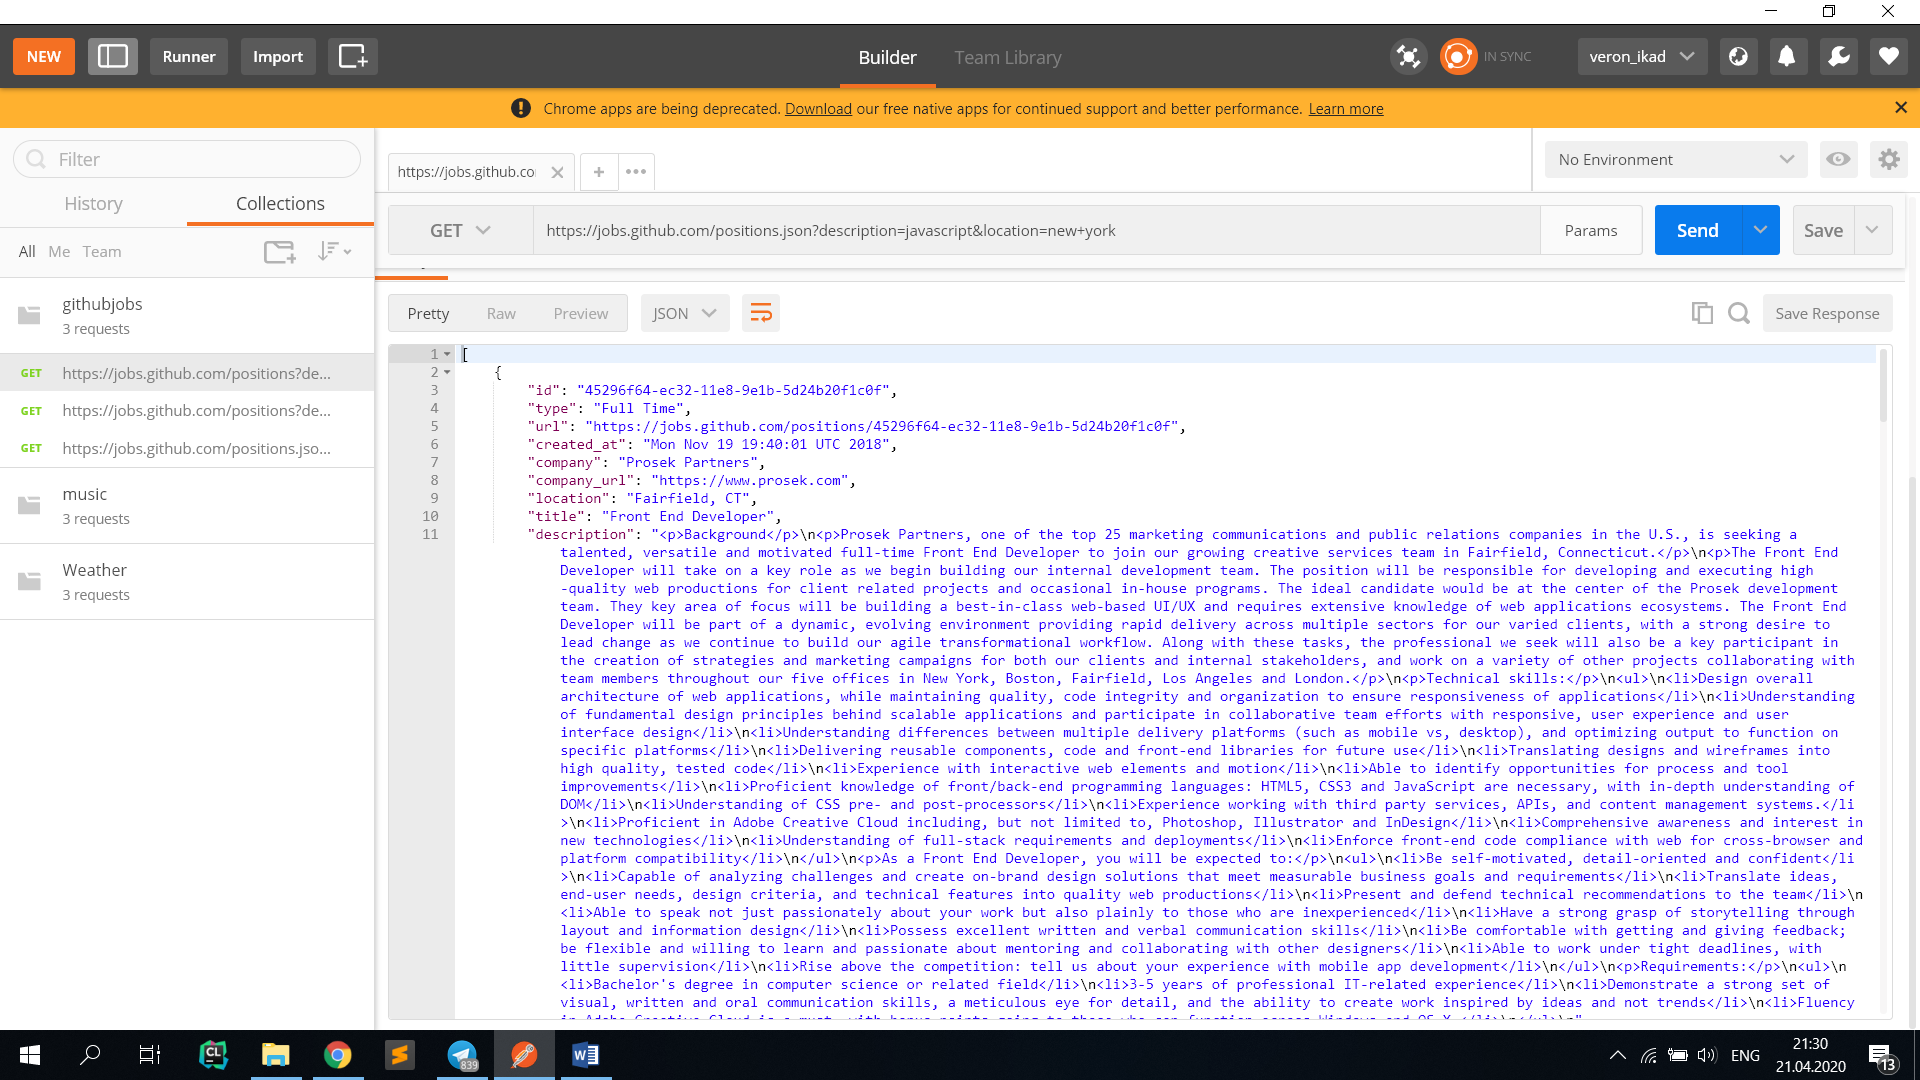 NEW
Runner
Import
Builder
Team Library
IN SYNC
veron_ikad
Chrome apps are being deprecated. Download our free native apps for continued support and better performance. Learn more
Filter
History
Collections
All Me Team
githubjobs
3 requests
GET https://jobs.github.com/positions?de...
GET https://jobs.github.com/positions?de...
GET https://jobs.github.com/positions.jso...
music
3 requests
Weather
3 requests
https://jobs.github.co
No Environment
GET
https://jobs.github.com/positions.json?description=javascript&location=new+york
Params
Send
Save
Pretty
Raw
Preview
JSON
Save Response
1 [
2 {
3 "id": "45296f64-ec32-11e8-9e1b-5d24b20f1c0f",
4 "type": "Full Time",
5 "url": "https://jobs.github.com/positions/45296f64-ec32-11e8-9e1b-5d24b20f1c0f",
6 "created_at": "Mon Nov 19 19:40:01 UTC 2018",
7 "company": "Prosek Partners",
8 "company_url": "https://www.prosek.com",
9 "location": "Fairfield, CT",
10 "title": "Front End Developer",
11 "description": "<p>Background</p>\n<p>Prosek Partners, one of the top 25 marketing communications and public relations companies in the U.S., is seeking a
talented, versatile and motivated full-time Front End Developer to join our growing creative services team in Fairfield, Connecticut.</p>\n<p>The Front End
Developer will take on a key role as we begin building our internal development team. The position will be responsible for developing and executing high
-quality web productions for client related projects and occasional in-house programs. The ideal candidate would be at the center of the Prosek development
team. They key area of focus will be building a best-in-class web-based UI/UX and requires extensive knowledge of web applications ecosystems. The Front End
Developer will be part of a dynamic, evolving environment providing rapid delivery across multiple sectors for our varied clients, with a strong desire to
lead change as we continue to build our agile transformational workflow. Along with these tasks, the professional we seek will also be a key participant in
the creation of strategies and marketing campaigns for both our clients and internal stakeholders, and work on a variety of other projects collaborating with
team members throughout our five offices in New York, Boston, Fairfield, Los Angeles and London.</p>\n<p>Technical skills:</p>\n<ul>\n<li>Design overall
architecture of web applications, while maintaining quality, code integrity and organization to ensure responsiveness of applications</li>\n<li>Understanding
of fundamental design principles behind scalable applications and participate in collaborative team efforts with responsive, user experience and user
interface design</li>\n<li>Understanding differences between multiple delivery platforms (such as mobile vs, desktop), and optimizing output to function on
specific platforms</li>\n<li>Delivering reusable components, code and front-end libraries for future use</li>\n<li>Translating designs and wireframes into
high quality, tested code</li>\n<li>Experience with interactive web elements and motion</li>\n<li>Able to identify opportunities for process and tool
improvements</li>\n<li>Proficient knowledge of front/back-end programming languages: HTML5, CSS3 and JavaScript are necessary, with in-depth understanding of
DOM</li>\n<li>Understanding of CSS pre- and post-processors</li>\n<li>Experience working with third party services, APIs, and content management systems.</li
>\n<li>Proficient in Adobe Creative Cloud including, but not limited to, Photoshop, Illustrator and InDesign</li>\n<li>Comprehensive awareness and interest in
new technologies</li>\n<li>Understanding of full-stack requirements and deployments</li>\n<li>Enforce front-end code compliance with web for cross-browser and
platform compatibility</li>\n</ul>\n<p>As a Front End Developer, you will be expected to:</p>\n<ul>\n<li>Be self-motivated, detail-oriented and confident</li
>\n<li>Capable of analyzing challenges and create on-brand design solutions that meet measurable business goals and requirements</li>\n<li>Translate ideas,
end-user needs, design criteria, and technical features into quality web productions</li>\n<li>Present and defend technical recommendations to the team</li>\n
<li>Able to speak not just passionately about your work but also plainly to those who are inexperienced</li>\n<li>Have a strong grasp of storytelling through
layout and information design</li>\n<li>Possess excellent written and verbal communication skills</li>\n<li>Be comfortable with getting and giving feedback;
be flexible and willing to learn and passionate about mentoring and collaborating with other designers</li>\n<li>Able to work under tight deadlines, with
little supervision</li>\n<li>Rise above the competition: tell us about your experience with mobile app development</li>\n</ul>\n<p>Requirements:</p>\n<ul>\n
<li>Bachelor's degree in computer science or related field</li>\n<li>3-5 years of professional IT-related experience</li>\n<li>Demonstrate a strong set of
visual, written and oral communication skills, a meticulous eye for detail, and the ability to create work inspired by ideas and not trends</li>\n<li>Fluency
839
ENG
21:30
21.04.2020
13